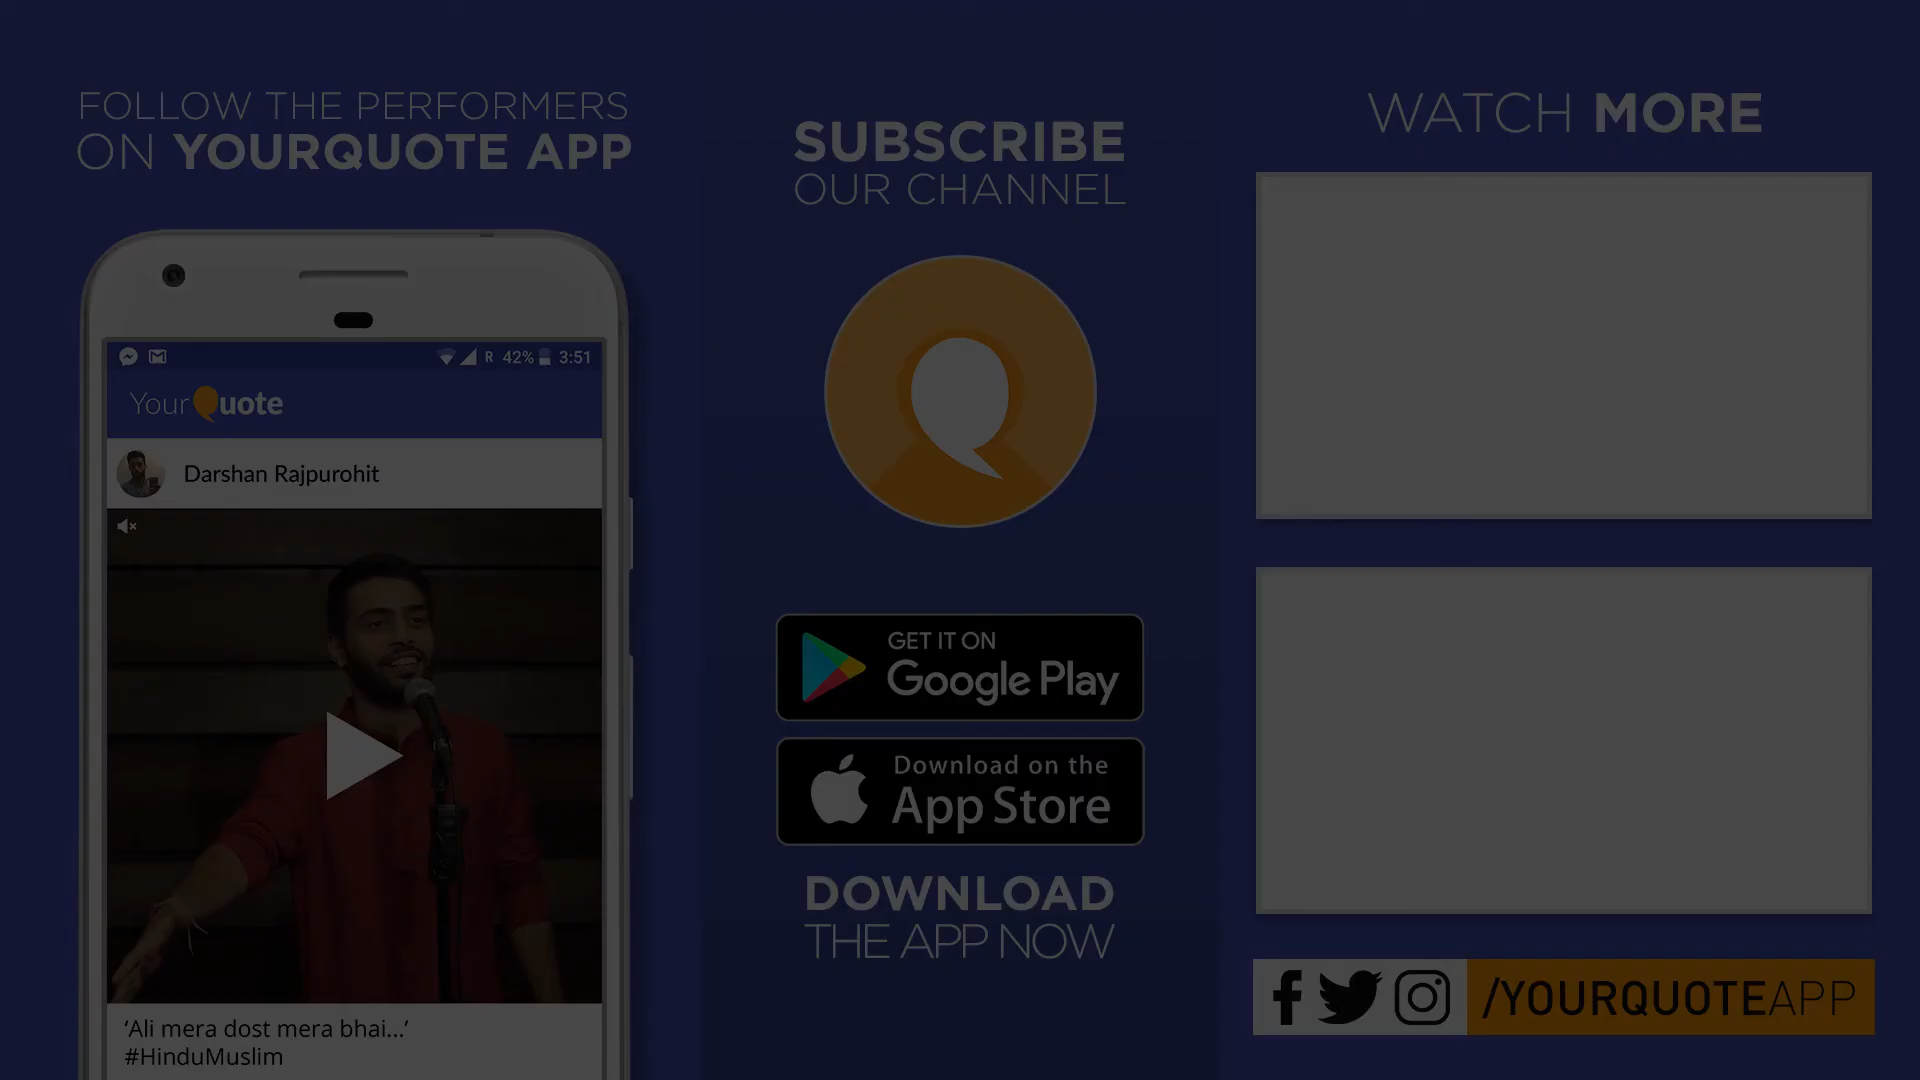 FOLLOW THE PERFORMERS
ON YOURQUOTE APP
R 42% 3:51
YourQuote
Darshan Rajpurohit
‘Ali mera dost mera bhai...’
#HinduMuslim
SUBSCRIBE
OUR CHANNEL
GET IT ON
Google Play
Download on the
App Store
DOWNLOAD
THE APP NOW
WATCH MORE
/YOURQUOTEAPP